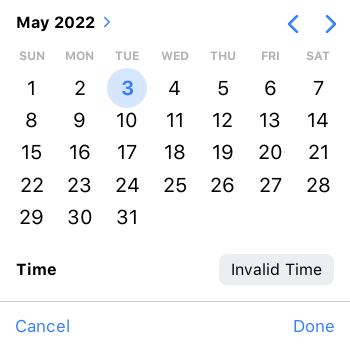 May 2022
SUN MON TUE WED THU FRI SAT
1 2 3 4 5 6 7
8 9 10 11 12 13 14
15 16 17 18 19 20 21
22 23 24 25 26 27 28
29 30 31
Time Invalid Time
Cancel Done